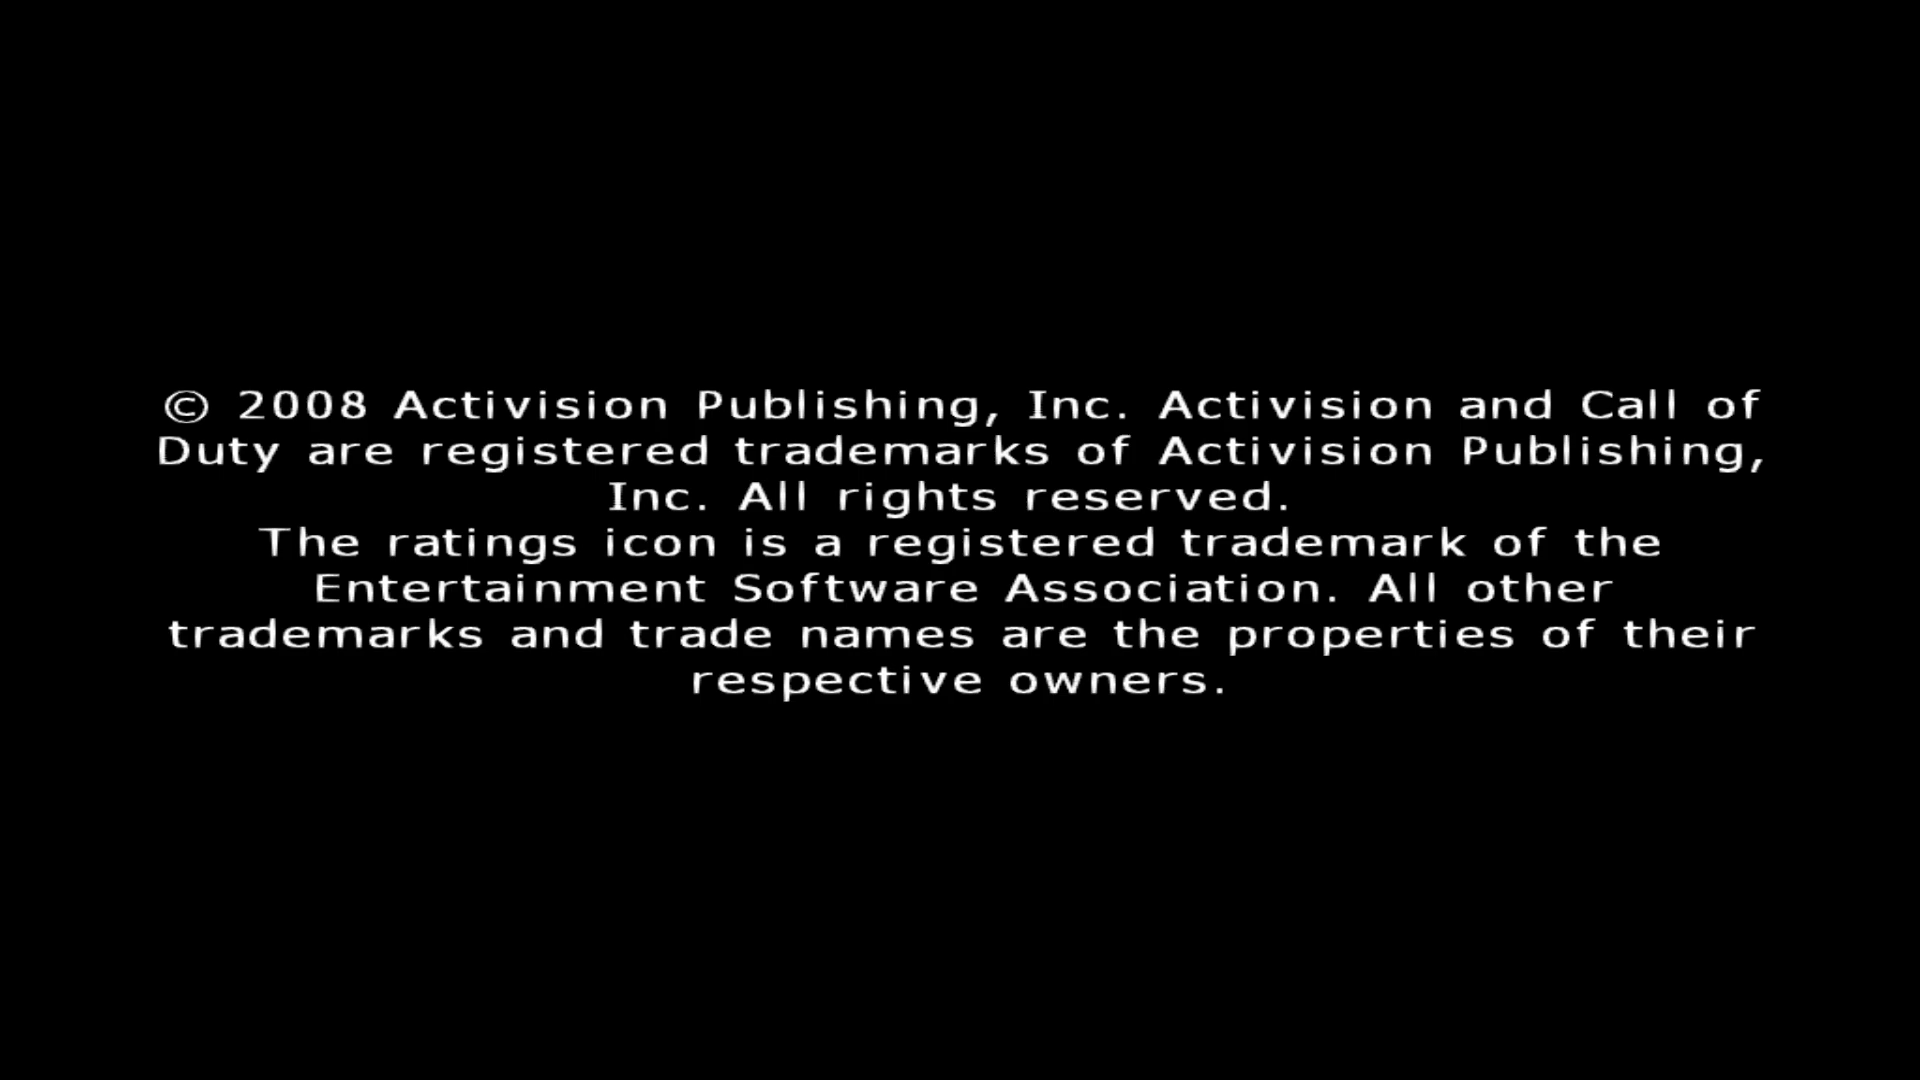 © 2008 Activision Publishing, Inc. Activision and Call of
Duty are registered trademarks of Activision Publishing,
Inc. All rights reserved.
The ratings icon is a registered trademark of the
Entertainment Software Association. All other
trademarks and trade names are the properties of their
respective owners.